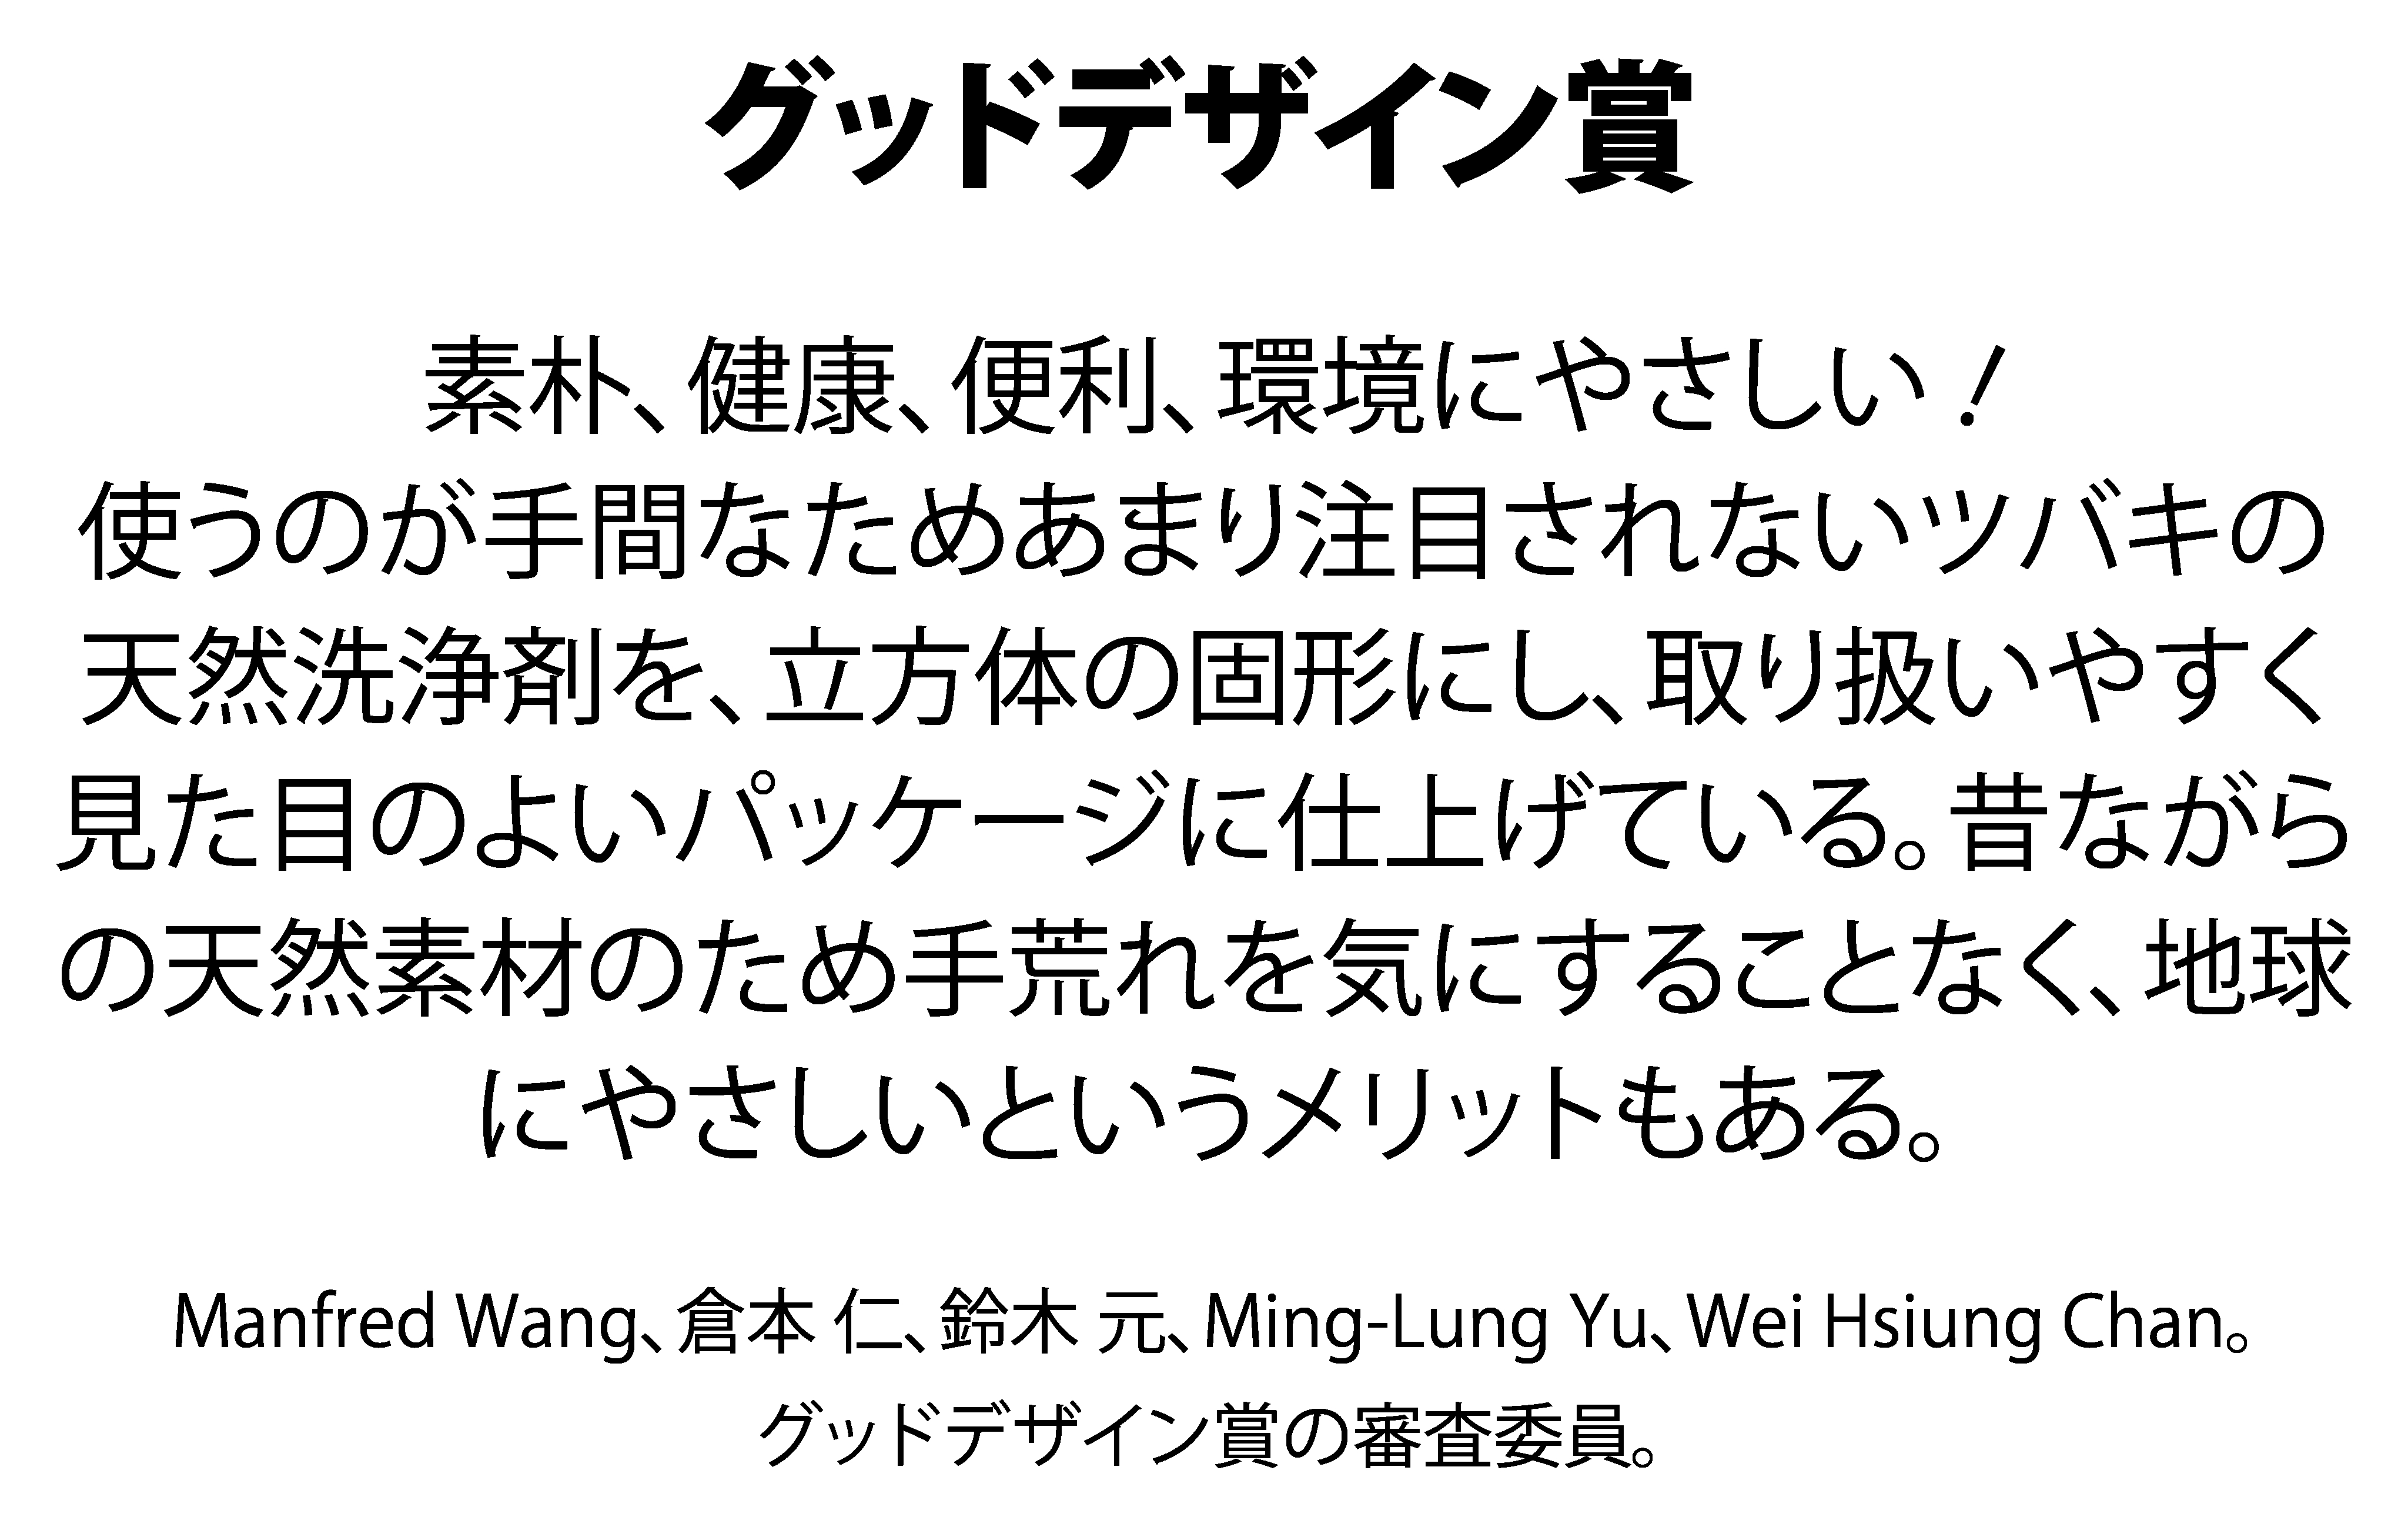 グッドデザイン賞
素朴、健康、便利、環境にやさしい！
使うのが手間なためあまり注目されないツバキの
天然洗浄剤を、立方体の固形にし、取り扱いやすく
見た目のよいパッケージに仕上げている。昔ながら
の天然素材のため手荒れを気にすることなく、地球
にやさしいというメリットもある。
Manfred Wang、倉本 仁、鈴木 元、Ming-Lung Yu、Wei Hsiung Chan。
グッドデザイン賞の審査委員。